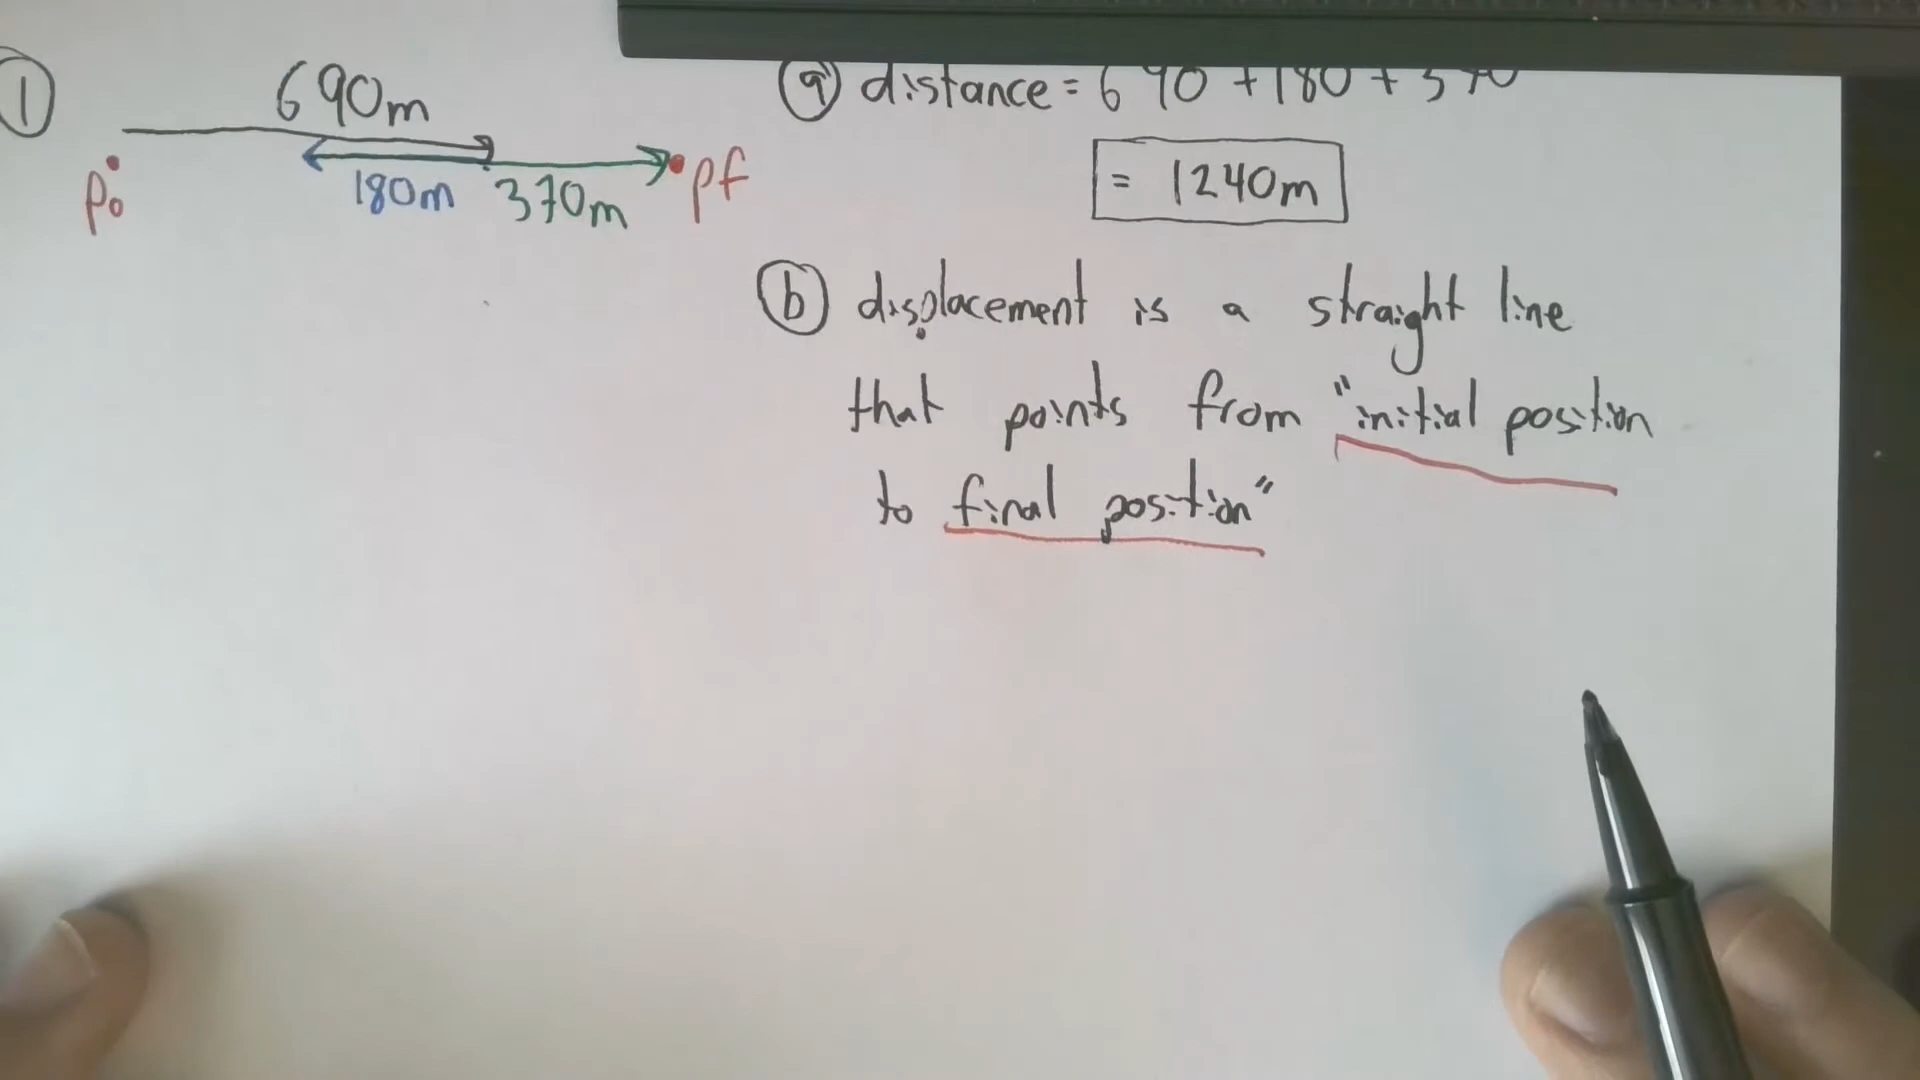 ①
690m
180m
370m
po
pf
ⓐ distance = 690 + 180 + 370
= 1240m
ⓑ displacement is a straight line
that points from "initial position
to final position"